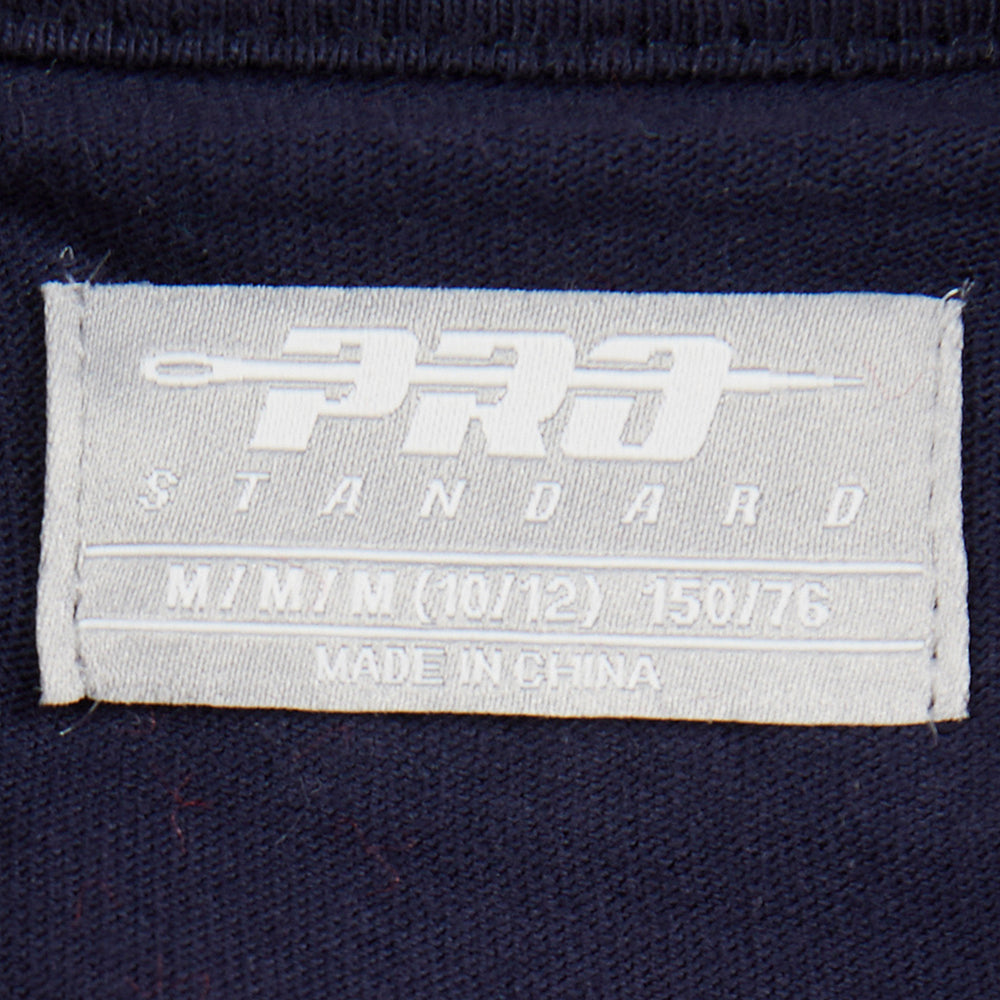 PRO
STANDARD
M/M/M (10/12) 150/76
MADE IN CHINA